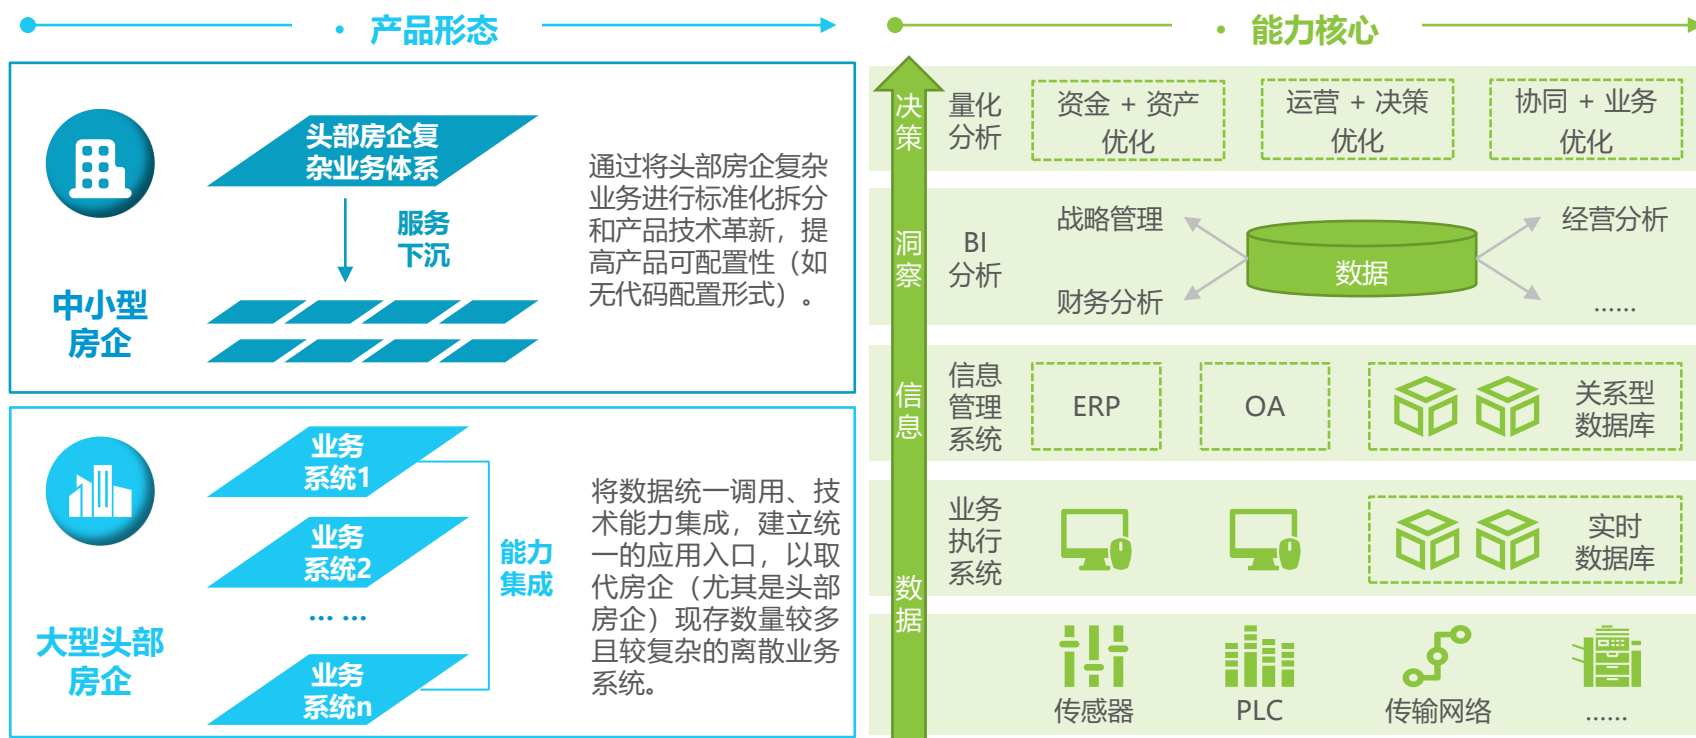 • 产品形态
头部房企复
杂业务体系
服务
下沉
中小型
房企
通过将头部房企复杂
业务进行标准化拆分
和产品技术革新，提
高产品可配置性（如
无代码配置形式）。
业务
系统1
业务
系统2
... ...
业务
系统n
能力
集成
大型头部
房企
将数据统一调用、技
术能力集成，建立统
一的应用入口，以取
代房企（尤其是头部
房企）现存数量较多
且较复杂的离散业务
系统。
• 能力核心
决
策
量化
分析
资金 + 资产
优化
运营 + 决策
优化
协同 + 业务
优化
洞
察
BI
分析
战略管理
财务分析
数据
经营分析
......
信
息
信息
管理
系统
ERP
OA
关系型
数据库
业务
执行
系统
实时
数据库
数
据
传感器
PLC
传输网络
......